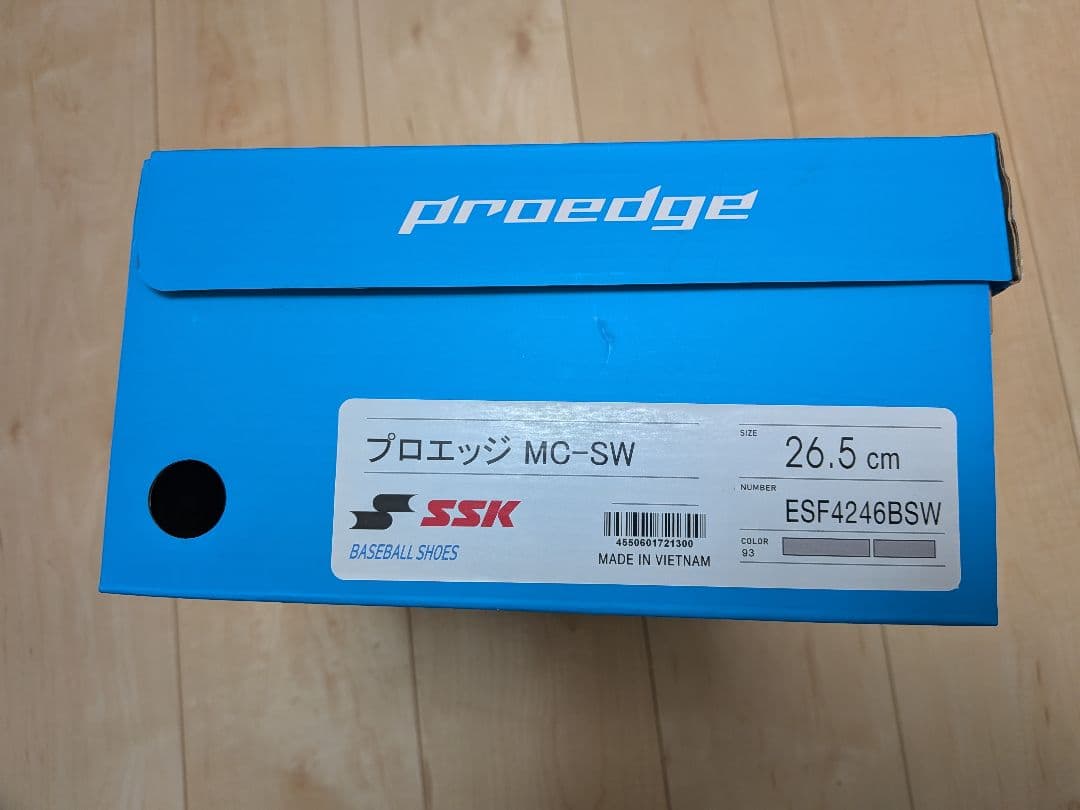 proedge
プロエッジ MC-SW
SSK
BASEBALL SHOES
4550601721300
MADE IN VIETNAM
SIZE
26.5 cm
NUMBER
ESF4246BSW
COLOR
93